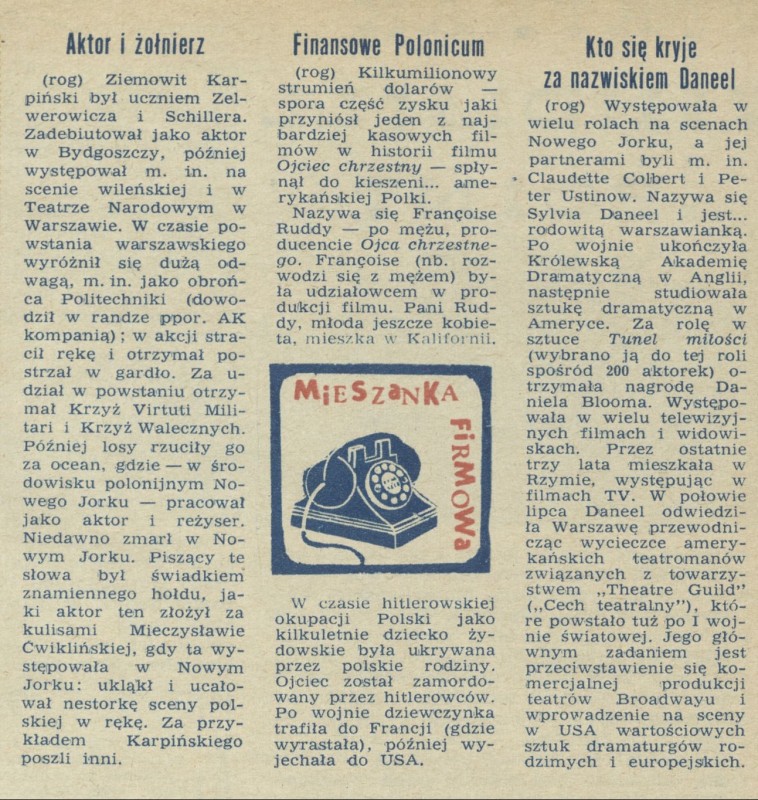 Aktor i żołnierz
(rog) Ziemowit Kar-
piński był uczniem Zel-
werowicza i Schillera.
Zadebiutował jako aktor
w Bydgoszczy, później
występował m. in. na
scenie wileńskiej i w
Teatrze Narodowym w
Warszawie. W czasie po-
wstania warszawskiego
wyróżnił się dużą od-
wagą, m. in. jako obroń-
ca Politechniki (dowo-
dził w randze ppor. AK
kompanią); w akcji stra-
cił rękę i otrzymał po-
strzał w gardło. Za u-
dział w powstaniu otrzy-
mał Krzyż Virtuti Mili-
tari i Krzyż Walecznych.
Później losy rzuciły go
za ocean, gdzie — w śro-
dowisku polonijnym No-
wego Jorku — pracował
jako aktor i reżyser.
Niedawno zmarł w No-
wym Jorku. Piszący te
słowa był świadkiem
znamiennego hołdu, ja-
ki aktor ten złożył za
kulisami Mieczysławie
Ćwiklińskiej, gdy ta wy-
stępowała w Nowym
Jorku: ukląkł i ucało-
wał nestorkę sceny pol-
skiej w rękę. Za przy-
kładem Karpińskiego
poszli inni.
Finansowe Polonicum
(rog) Kilkumilionowy
strumień dolarów —
spora część zysku jaki
przyniósł jeden z naj-
bardziej kasowych fil-
mów w historii filmu
Ojciec chrzestny — spły-
nął do kieszeni... ame-
rykańskiej Polki.
Nazywa się Françoise
Ruddy — po mężu, pro-
ducencie Ojca chrzestne-
go. Françoise (nb. roz-
wodzi się z mężem) by-
ła udziałowcem w pro-
dukcji filmu. Pani Rud-
dy, młoda jeszcze kobie-
ta, mieszka w Kalifornii.
MiESZaNKA
FiRMOWa
W czasie hitlerowskiej
okupacji Polski jako
kilkuletnie dziecko ży-
dowskie była ukrywana
przez polskie rodziny.
Ojciec został zamordo-
wany przez hitlerowców.
Po wojnie dziewczynka
trafiła do Francji (gdzie
wyrastała), później wy-
jechała do USA.
Kto się kryje
za nazwiskiem Daneel
(rog) Występowała w
wielu rolach na scenach
Nowego Jorku, a jej
partnerami byli m. in.
Claudette Colbert i Pe-
ter Ustinow. Nazywa się
Sylvia Daneel i jest...
rodowitą warszawianką.
Po wojnie ukończyła
Królewską Akademię
Dramatyczną w Anglii,
następnie studiowała
sztukę dramatyczną w
Ameryce. Za rolę w
sztuce Tunel miłości
(wybrano ją do tej roli
spośród 200 aktorek) o-
trzymała nagrodę Da-
niela Blooma. Występo-
wała w wielu telewizyj-
nych filmach i widowi-
skach. Przez ostatnie
trzy lata mieszkała w
Rzymie, występując w
filmach TV. W połowie
lipca Daneel odwiedzi-
ła Warszawę przewodni-
cząc wycieczce amery-
kańskich teatromanów
związanych z towarzy-
stwem „Theatre Guild”
(„Cech teatralny”), któ-
re powstało tuż po I woj-
nie światowej. Jego głó-
wnym zadaniem jest
przeciwstawienie się ko-
mercjalnej produkcji
teatrów Broadwayu i
wprowadzenie na sceny
w USA wartościowych
sztuk dramaturgów ro-
dzimych i europejskich.